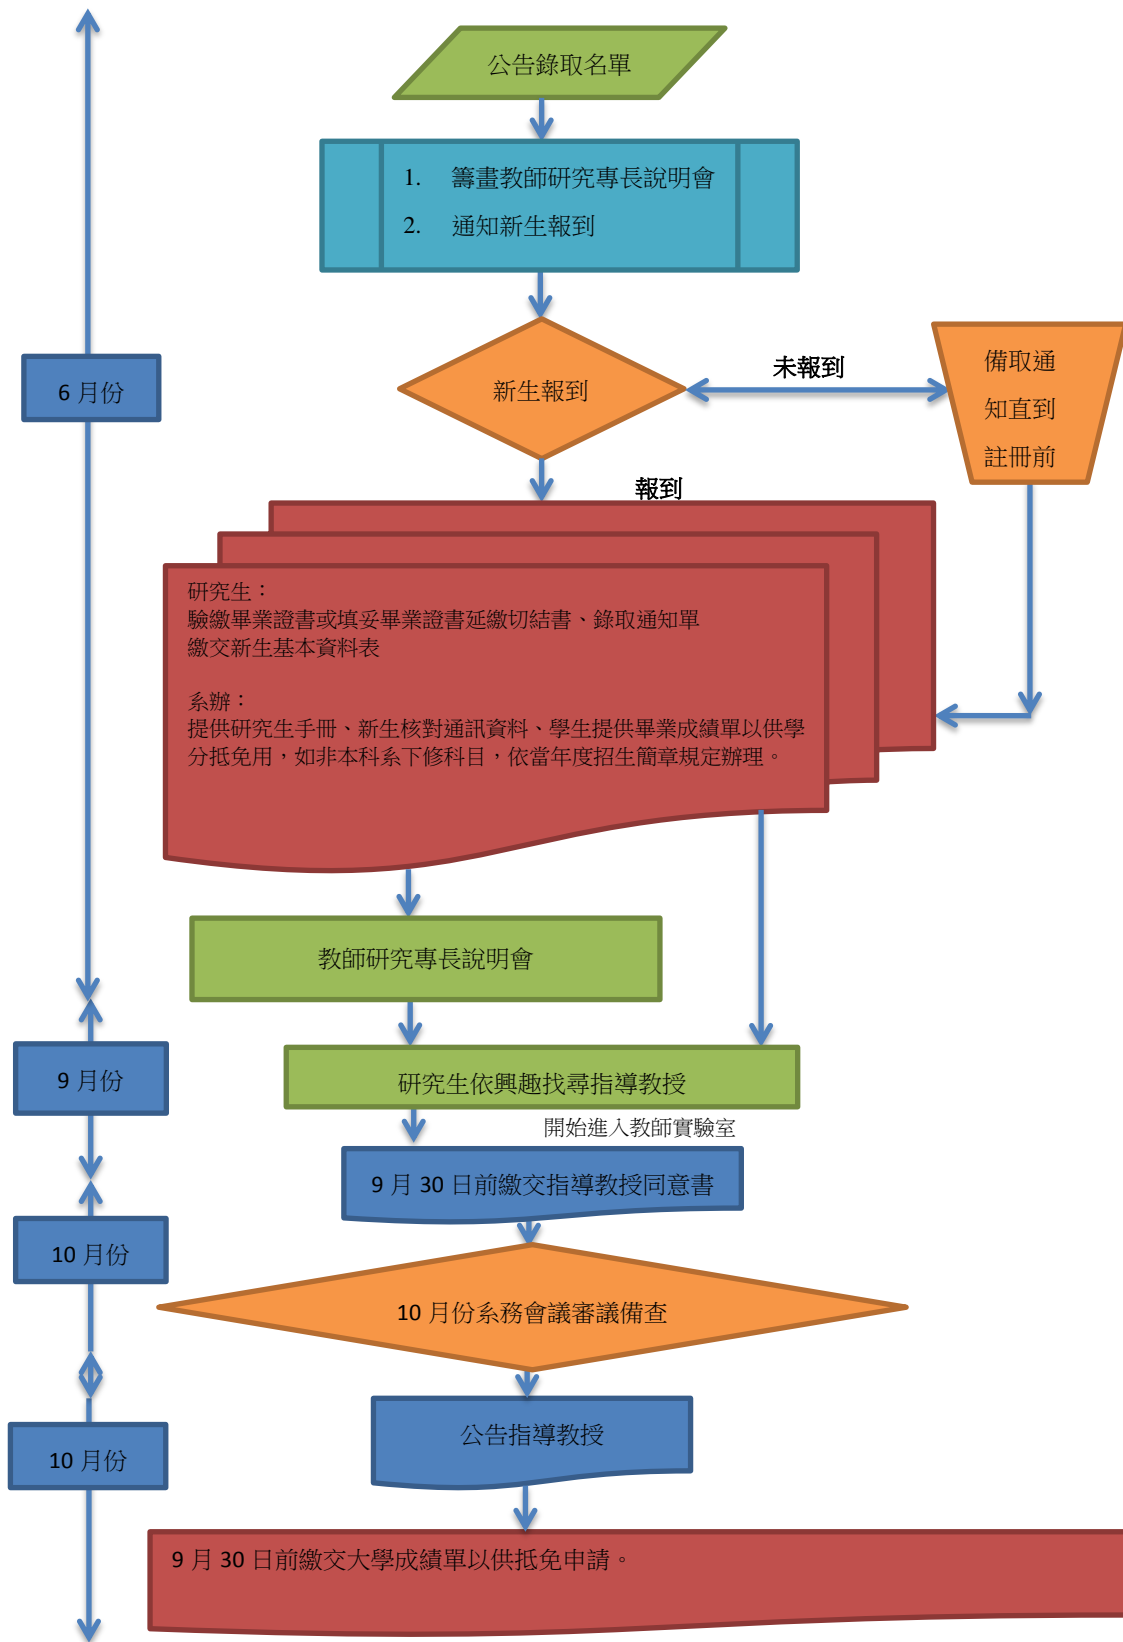 公告錄取名單
1. 籌畫教師研究專長說明會
2. 通知新生報到
6 月份
新生報到
未報到
備取通
知直到
註冊前
報到
研究生：
驗繳畢業證書或填妥畢業證書延繳切結書、錄取通知單
繳交新生基本資料表
系辦：
提供研究生手冊、新生核對通訊資料、學生提供畢業成績單以供學
分抵免用，如非本科系下修科目，依當年度招生簡章規定辦理。
教師研究專長說明會
9 月份
研究生依興趣找尋指導教授
開始進入教師實驗室
9 月 30 日前繳交指導教授同意書
10 月份
10 月份系務會議審議備查
公告指導教授
10 月份
9 月 30 日前繳交大學成績單以供抵免申請。